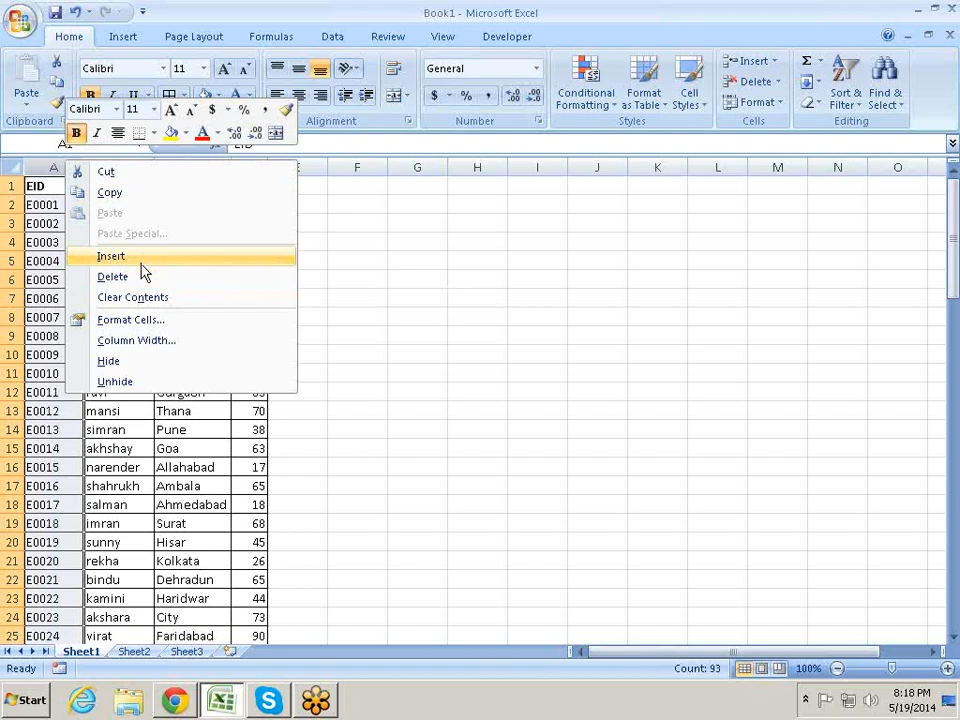 Book1 - Microsoft Excel
Home Insert Page Layout Formulas Data Review View Developer
Paste Calibri 11 General Conditional Formatting Format as Table Cell Styles Insert Delete Format Sort & Filter Find & Select
Clipboard Alignment Number Styles Cells Editing
Calibri 11
EID
A E F G H I J K L M N O
Cut
Copy
Paste
Paste Special...
Insert
Delete
Clear Contents
Format Cells...
Column Width...
Hide
Unhide
1 EID
2 E0001
3 E0002
4 E0003
5 E0004
6 E0005
7 E0006
8 E0007
9 E0008
10 E0009
11 E0010
12 E0011
13 E0012 mansi Thana 70
14 E0013 simran Pune 38
15 E0014 akhshay Goa 63
16 E0015 narender Allahabad 17
17 E0016 shahrukh Ambala 65
18 E0017 salman Ahmedabad 18
19 E0018 imran Surat 68
20 E0019 sunny Hisar 45
21 E0020 rekha Kolkata 26
22 E0021 bindu Dehradun 65
23 E0022 kamini Haridwar 44
24 E0023 akshara City 73
25 E0024 virat Faridabad 90
Sheet1 Sheet2 Sheet3
Ready Count: 93 100%
Start 8:18 PM
5/19/2014